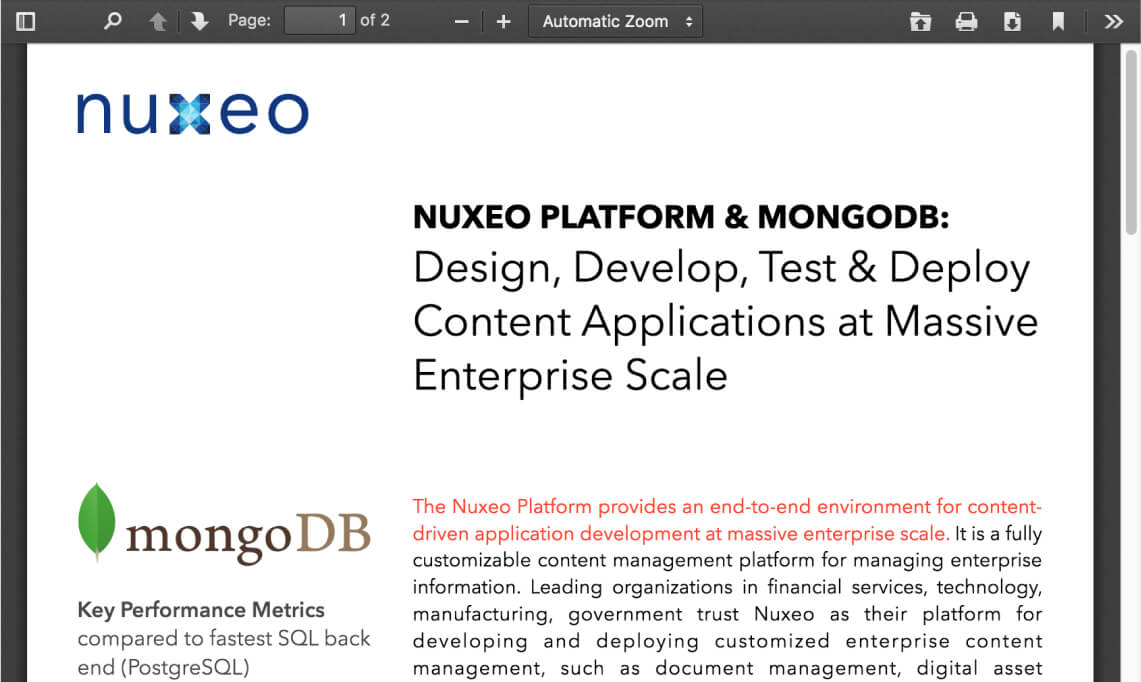 Page: 1 of 2 Automatic Zoom
nuxeo
NUXEO PLATFORM & MONGODB:
Design, Develop, Test & Deploy
Content Applications at Massive
Enterprise Scale
mongoDB
Key Performance Metrics
compared to fastest SQL back
end (PostgreSQL)
The Nuxeo Platform provides an end-to-end environment for content-
driven application development at massive enterprise scale. It is a fully
customizable content management platform for managing enterprise
information. Leading organizations in financial services, technology,
manufacturing, government trust Nuxeo as their platform for
developing and deploying customized enterprise content
management, such as document management, digital asset